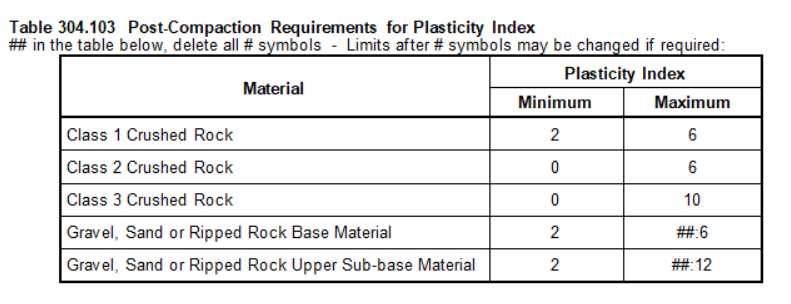 Table 304.103 Post-Compaction Requirements for Plasticity Index
## in the table below, delete all # symbols - Limits after # symbols may be changed if required:
Material Plasticity Index
Minimum Maximum
Class 1 Crushed Rock 2 6
Class 2 Crushed Rock 0 6
Class 3 Crushed Rock 0 10
Gravel, Sand or Ripped Rock Base Material 2 ##:6
Gravel, Sand or Ripped Rock Upper Sub-base Material 2 ##:12